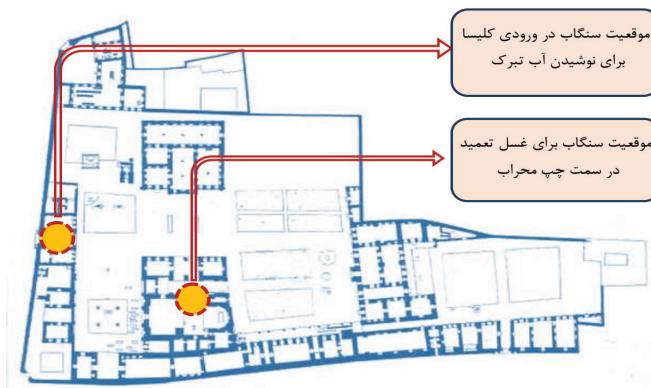 موقعیت سنگاب در ورودی کلیسا
برای نوشیدن آب تبرک
موقعیت سنگاب برای غسل تعمید
در سمت چپ محراب